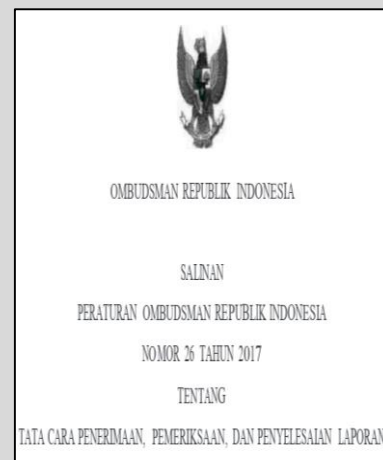 OMBUDSMAN REPUBLIK INDONESIA
SALINAN
PERATURAN OMBUDSMAN REPUBLIK INDONESIA
NOMOR 26 TAHUN 2017
TENTANG
TATA CARA PENERIMAAN, PEMERIKSAAN, DAN PENYELESAIAN LAPORAN